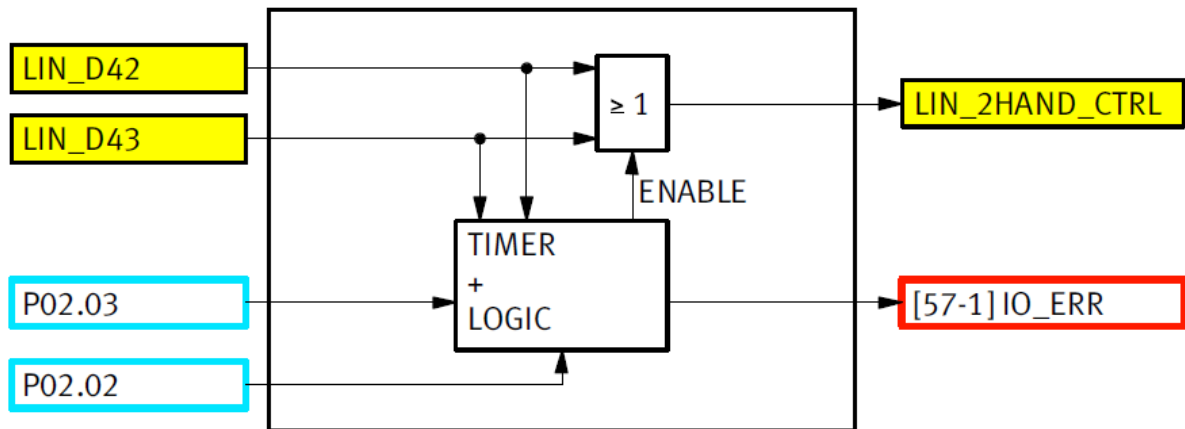 LIN_D42
LIN_D43
≥ 1
LIN_2HAND_CTRL
ENABLE
TIMER
+
LOGIC
P02.03
[57-1] IO_ERR
P02.02